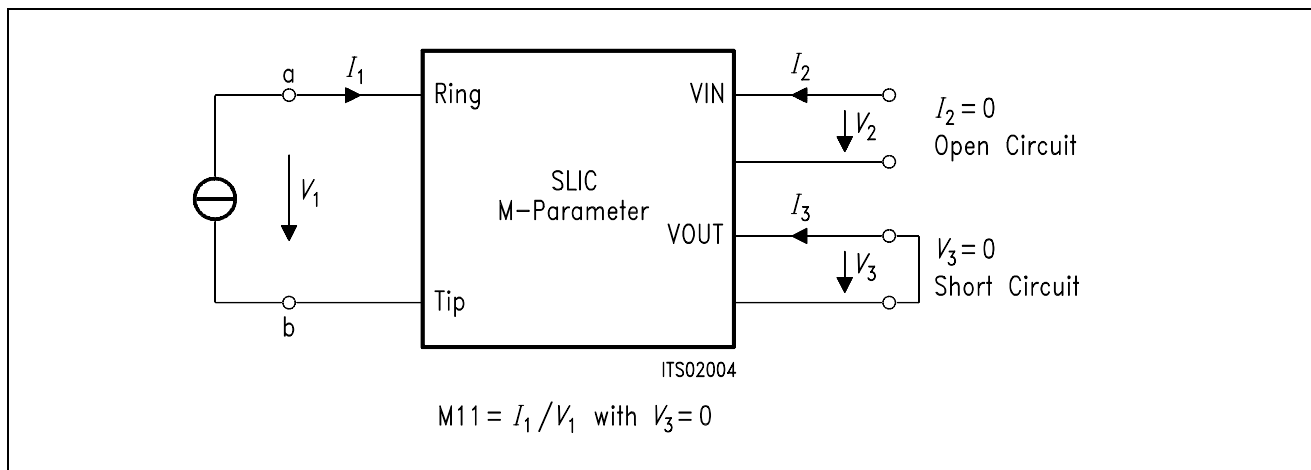 a
I₁
Ring
VIN
I₂
V₂
I₂=0
Open Circuit
V₁
SLIC
M-Parameter
VOUT
I₃
V₃
V₃=0
Short Circuit
Tip
b
ITS02004
M11= I₁/V₁ with V₃=0